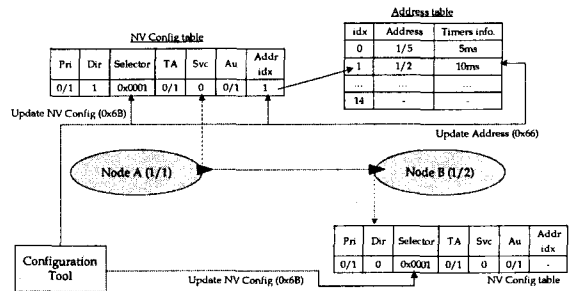 Address table
idx Address Timers info.
0 1/5 5ms
1 1/2 10ms
... ... ...
14 - -
NV Config table
Pri Dir Selector TA Svc Au Addr idx
0/1 1 0x0001 0/1 0 0/1 1
Update NV Config (0x6B)
Update Address (0x66)
Node A (1/1)
Node B (1/2)
Pri Dir Selector TA Svc Au Addr idx
0/1 0 0x0001 0/1 0 0/1 -
NV Config table
Configuration
Tool
Update NV Config (0x6B)